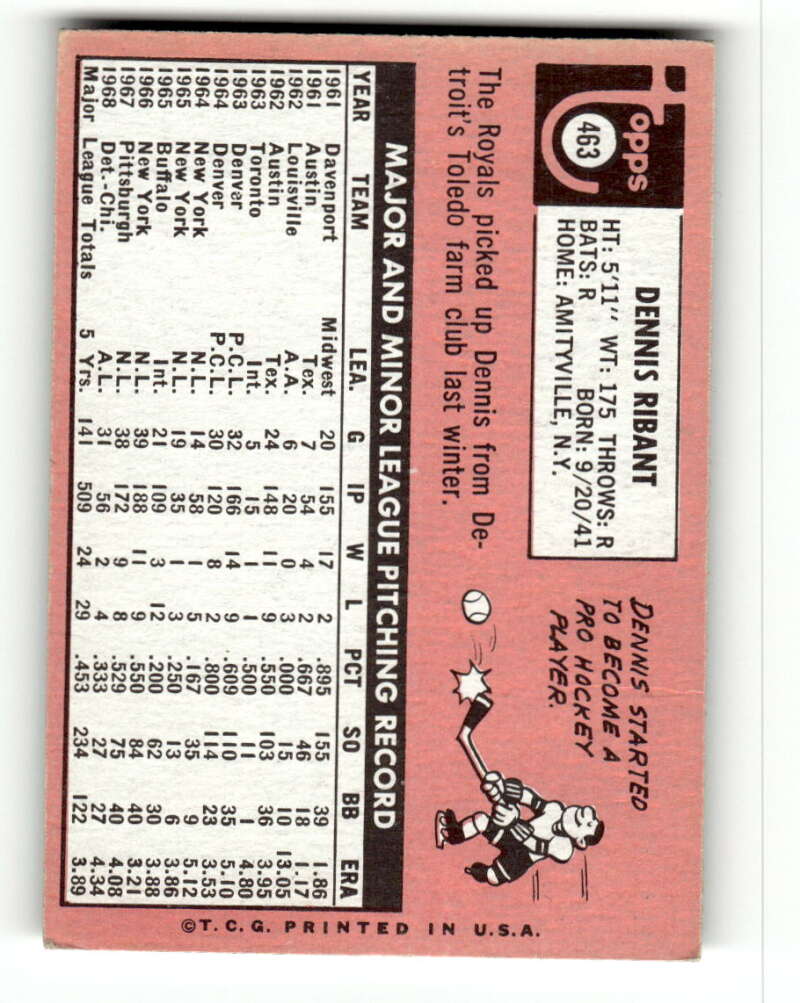 Topps
463
DENNIS RIBANT
HT: 5'11" WT: 175 THROWS: R
BATS: R BORN: 9/20/41
HOME: AMITYVILLE, N.Y.
DENNIS STARTED
TO BECOME A
PRO HOCKEY
PLAYER.
The Royals picked up Dennis from De-
troit's Toledo farm club last winter.
MAJOR AND MINOR LEAGUE PITCHING RECORD
YEAR TEAM LEA. G IP W L PCT SO BB ERA
1961 Davenport Midwest 20 155 17 2 .895 155 39 1.86
1961 Austin Tex. 7 54 4 2 .667 46 18 1.17
1962 Louisville A.A. 6 20 0 3 .000 15 10 13.05
1962 Austin Tex. 24 148 11 9 .550 103 36 3.95
1963 Toronto Int. 5 15 1 1 .500 11 1 4.80
1963 Denver P.C.L. 32 166 14 9 .609 110 35 5.10
1964 Denver P.C.L. 30 120 8 2 .800 114 23 3.53
1964 New York N.L. 14 58 1 5 .167 35 9 5.12
1965 New York N.L. 19 35 1 3 .250 13 6 3.86
1965 Buffalo Int. 21 109 3 12 .200 62 30 3.88
1966 New York N.L. 39 188 11 9 .550 84 40 3.21
1967 Pittsburgh N.L. 38 172 9 8 .529 75 40 4.08
1968 Det.-Chi. A.L. 31 56 2 4 .333 27 27 4.34
Major League Totals 5 Yrs. 141 509 24 29 .453 234 122 3.89
©T.C.G. PRINTED IN U.S.A.